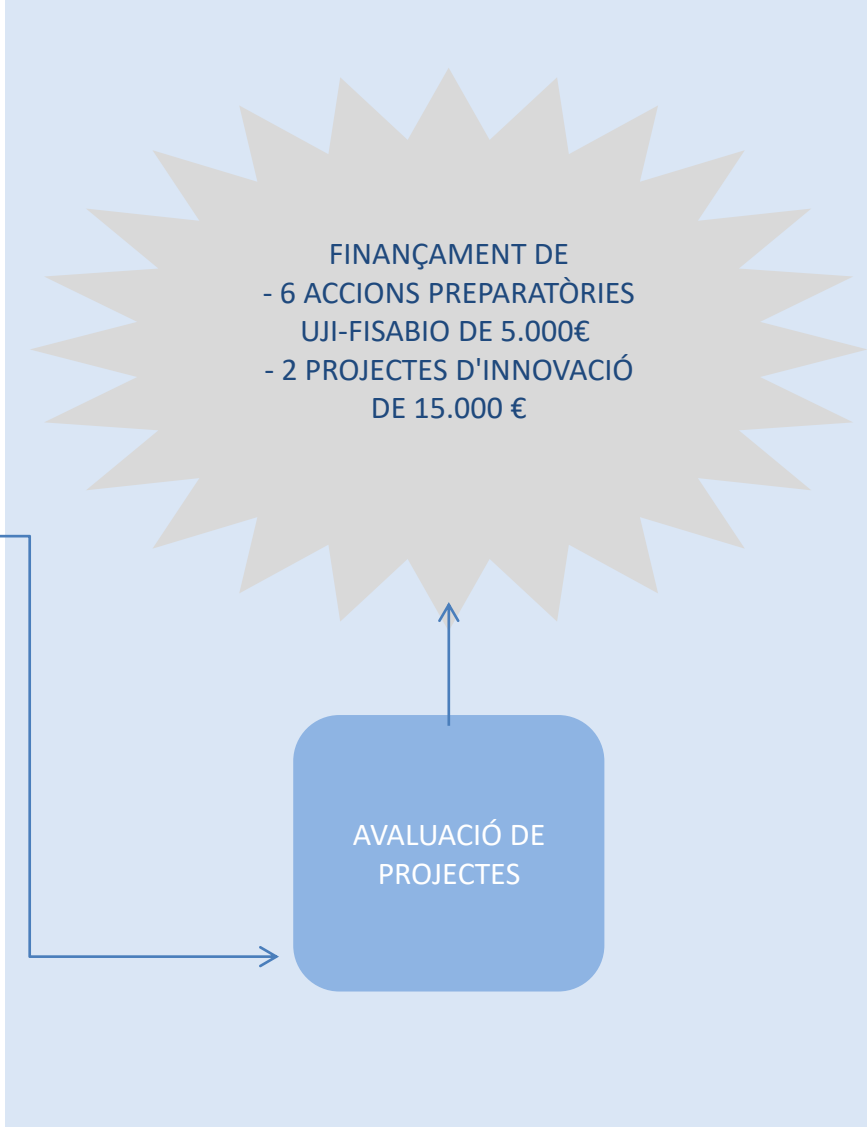 FINANÇAMENT DE
- 6 ACCIONS PREPARATÒRIES
UJI-FISABIO DE 5.000€
- 2 PROJECTES D'INNOVACIÓ
DE 15.000 €
AVALUACIÓ DE
PROJECTES